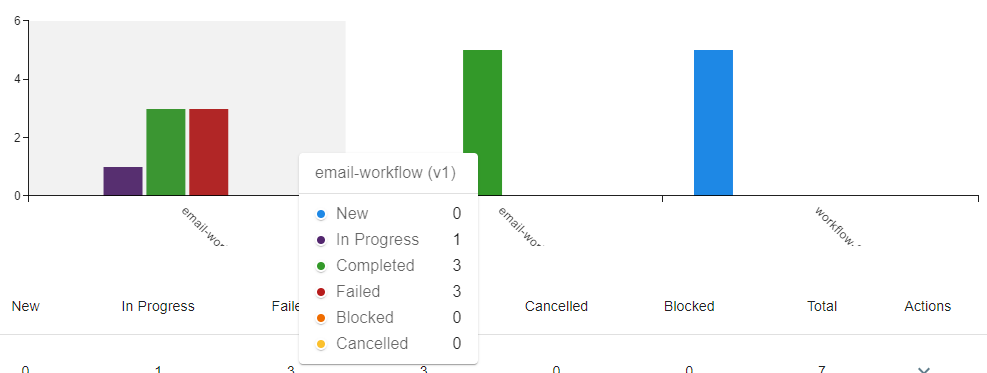 6
4
2
0
email-wor
email-wor
workflow-
email-workflow (v1)
New 0
In Progress 1
Completed 3
Failed 3
Blocked 0
Cancelled 0
New In Progress Faile Cancelled Blocked Total Actions
0 1 3 3 0 0 7